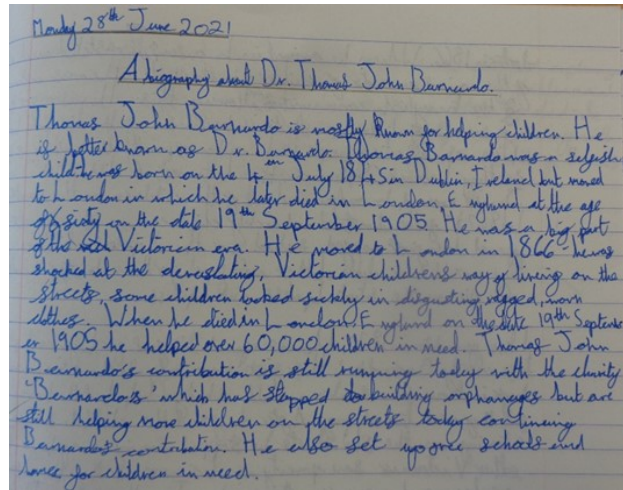 Monday 28th June 2021
A biography about Dr. Thomas John Barnardo.
Thomas John Barnardo is mostly known for helping children. He
is better known as Dr. Barnardo. Thomas Barnardo was a selfish
child. he was born on the 4th July 1845 in Dublin, Ireland but moved
to London in which he later died in London, England at the age
of sixty on the date 19th September 1905. He was a big part
of the Victorian era. He moved to London in 1866 he was
shocked at the devastating, Victorian childrens way of living on the
streets, some children looked sickly in disgusting ragged, worn
clothes. When he died in London, England on the date 19th Septemb
er 1905 he helped over 60,000 children in need. Thomas John
Barnardo's contribution is still running today with the charity
'Barnardo's' which has stopped building orphanages but are
still helping more children on the streets today continuing
Barnardo's contribution. He also set up free schools and
homes for children in need.